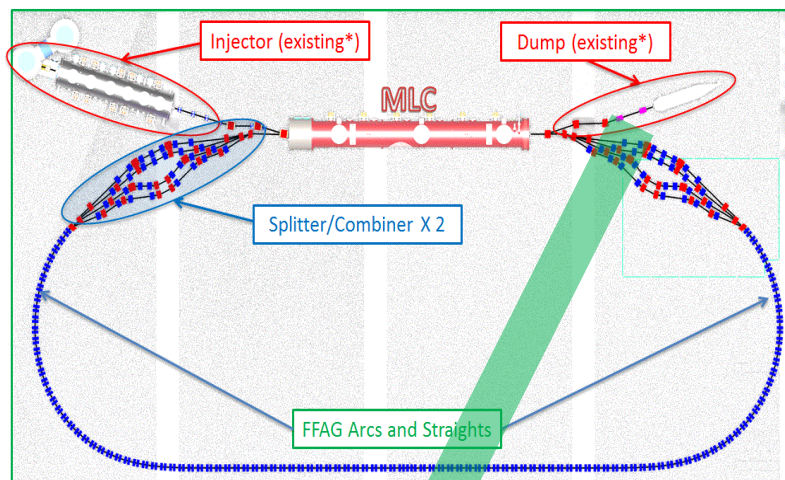 Injector (existing*)
Dump (existing*)
MLC
Splitter/Combiner X 2
FFAG Arcs and Straights